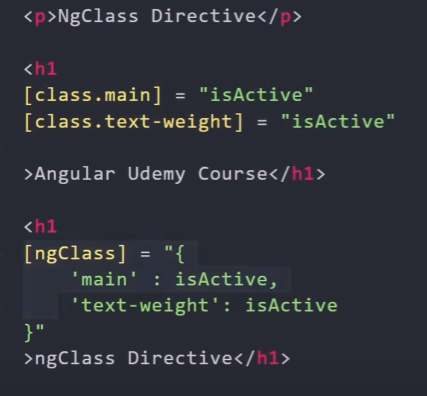 <p>NgClass Directive</p>
<h1
[class.main] = "isActive"
[class.text-weight] = "isActive"
>Angular Udemy Course</h1>
<h1
[ngClass] = "{
'main' : isActive,
'text-weight': isActive
}"
>ngClass Directive</h1>